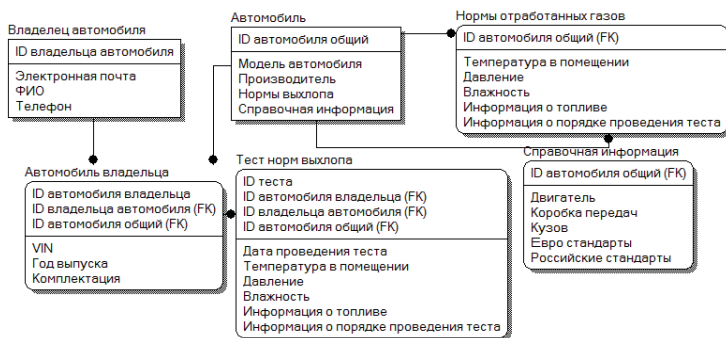 Владелец автомобиля
ID владельца автомобиля
Электронная почта
ФИО
Телефон
Автомобиль
ID автомобиля общий
Модель автомобиля
Производитель
Нормы выхлопа
Справочная информация
Нормы отработанных газов
ID автомобиля общий (FK)
Температура в помещении
Давление
Влажность
Информация о топливе
Информация о порядке проведения теста
Автомобиль владельца
ID автомобиля владельца
ID владельца автомобиля (FK)
ID автомобиля общий (FK)
VIN
Год выпуска
Комплектация
Тест норм выхлопа
ID теста
ID автомобиля владельца (FK)
ID владельца автомобиля (FK)
ID автомобиля общий (FK)
Дата проведения теста
Температура в помещении
Давление
Влажность
Информация о топливе
Информация о порядке проведения теста
Справочная информация
ID автомобиля общий (FK)
Двигатель
Коробка передач
Кузов
Евро стандарты
Российские стандарты